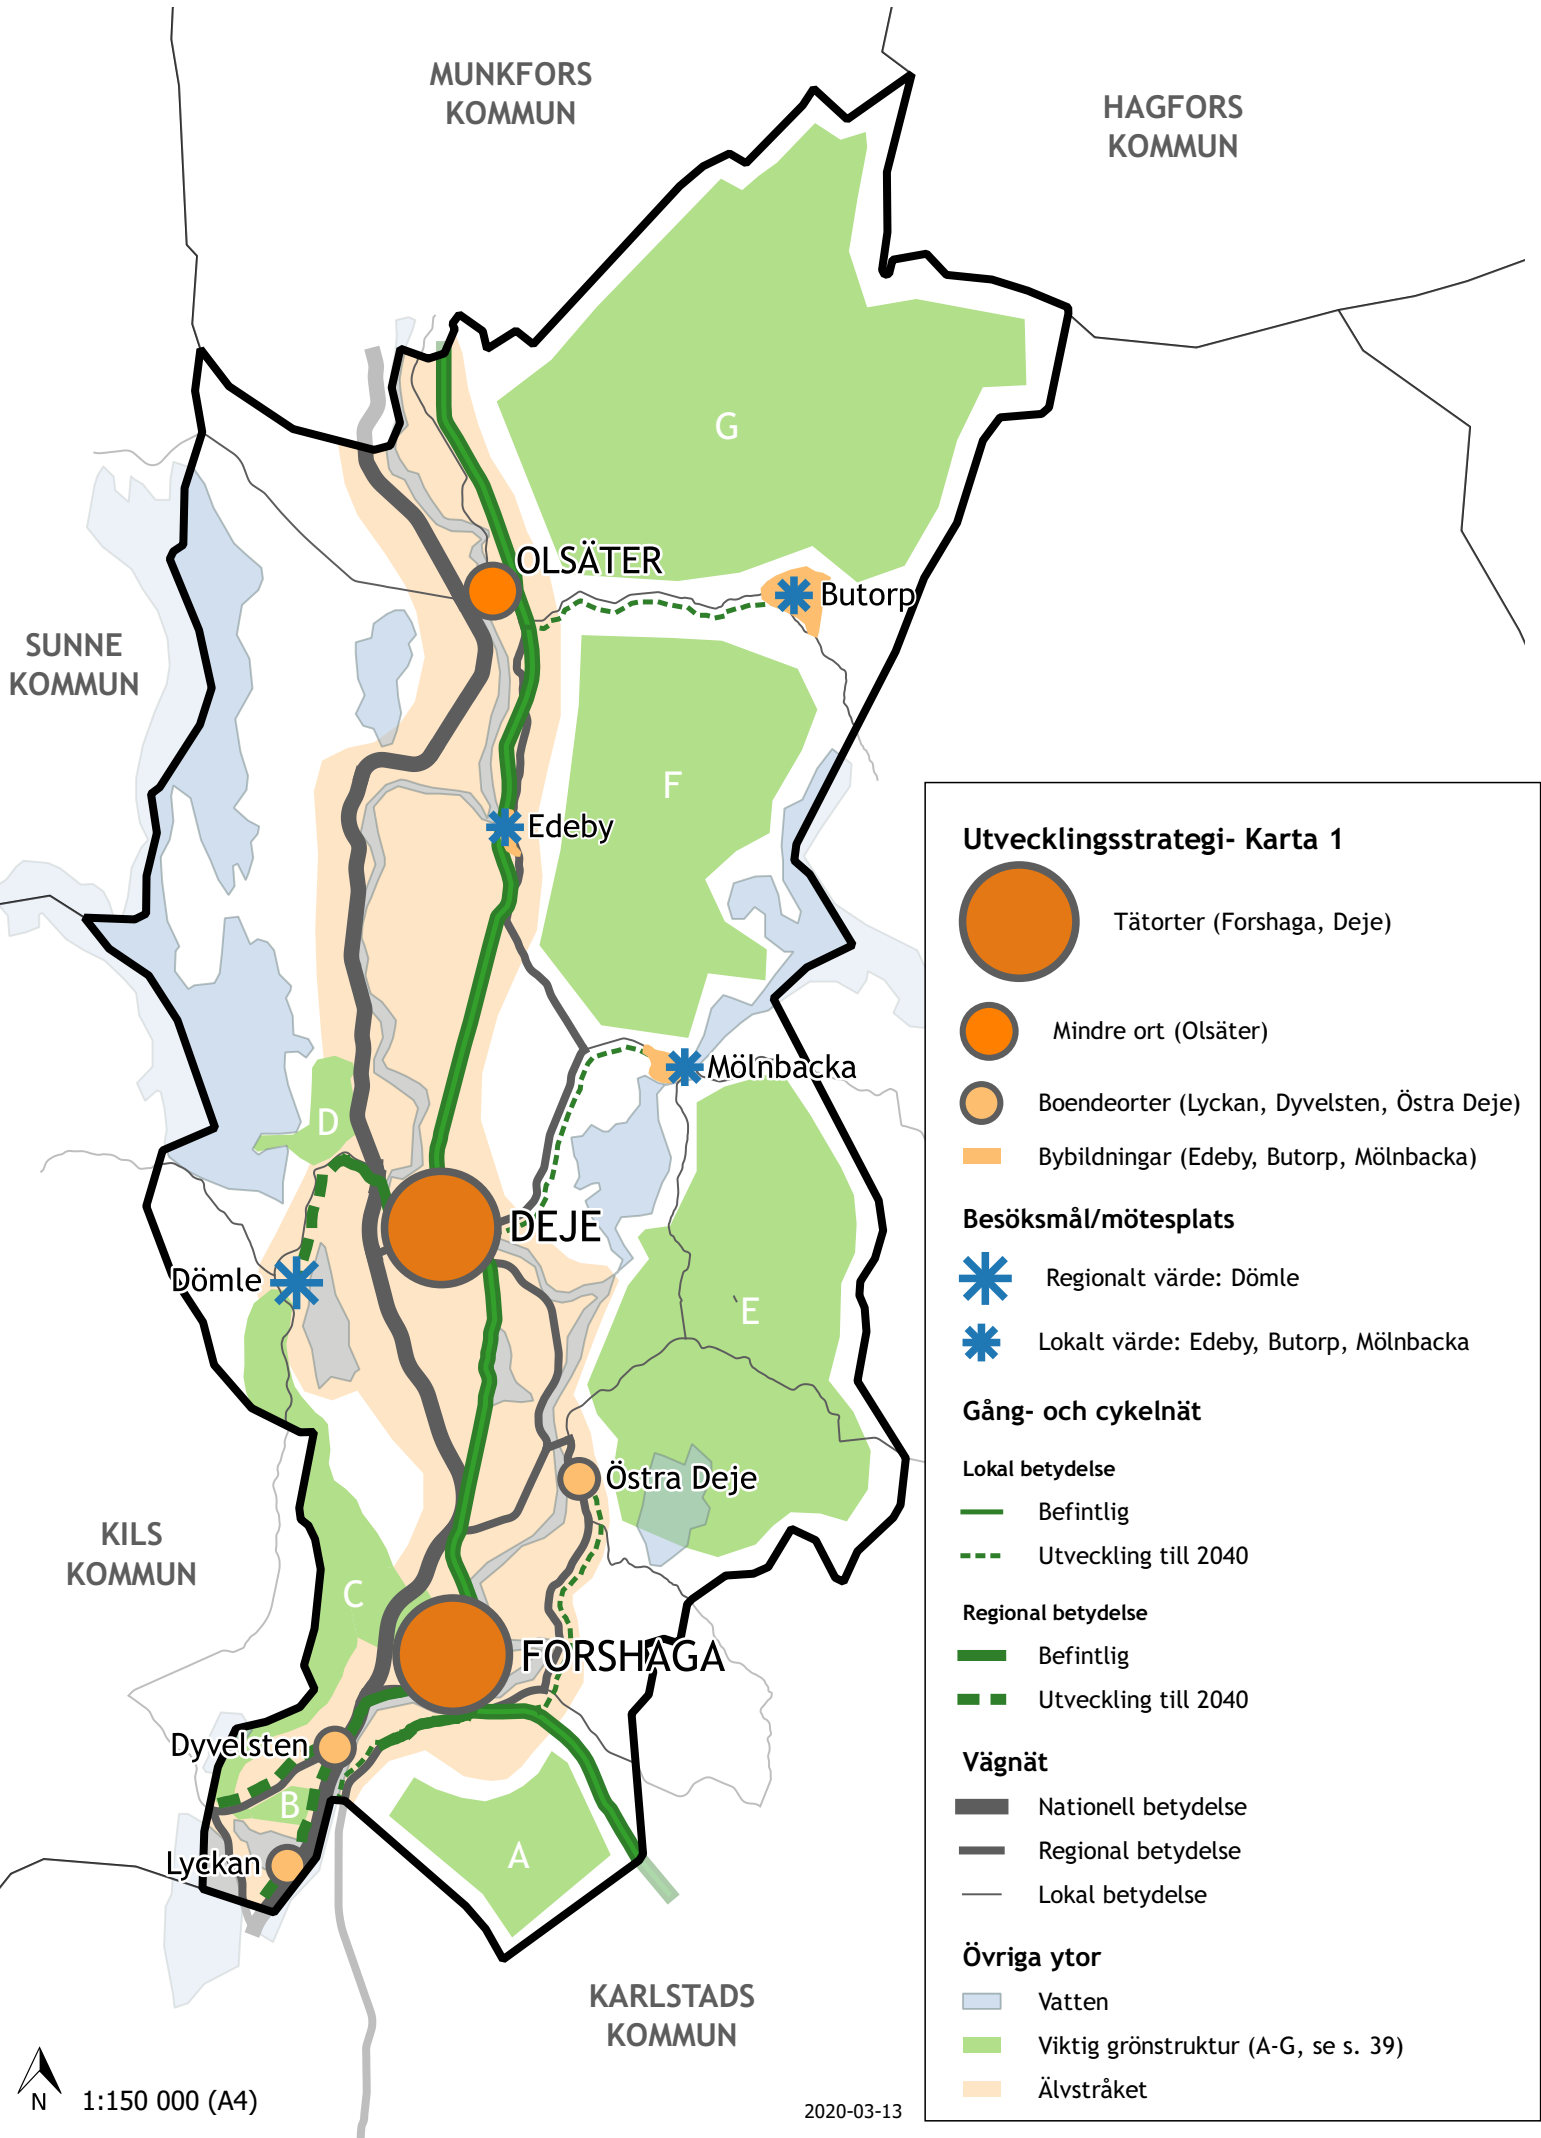 MUNKFORS
KOMMUN
HAGFORS
KOMMUN
G
OLSÄTER
Butorp
SUNNE
KOMMUN
F
Edeby
Mölnbacka
D
DEJE
Dömle
E
Östra Deje
KILS
KOMMUN
C
FORSHAGA
Dyvelsten
B
A
Lyckan
KARLSTADS
KOMMUN
N
1:150 000 (A4)
2020-03-13
Utvecklingsstrategi- Karta 1
Tätorter (Forshaga, Deje)
Mindre ort (Olsäter)
Boendeorter (Lyckan, Dyvelsten, Östra Deje)
Bybildningar (Edeby, Butorp, Mölnbacka)
Besöksmål/mötesplats
Regionalt värde: Dömle
Lokalt värde: Edeby, Butorp, Mölnbacka
Gång- och cykelnät
Lokal betydelse
Befintlig
Utveckling till 2040
Regional betydelse
Befintlig
Utveckling till 2040
Vägnät
Nationell betydelse
Regional betydelse
Lokal betydelse
Övriga ytor
Vatten
Viktig grönstruktur (A-G, se s. 39)
Älvstråket